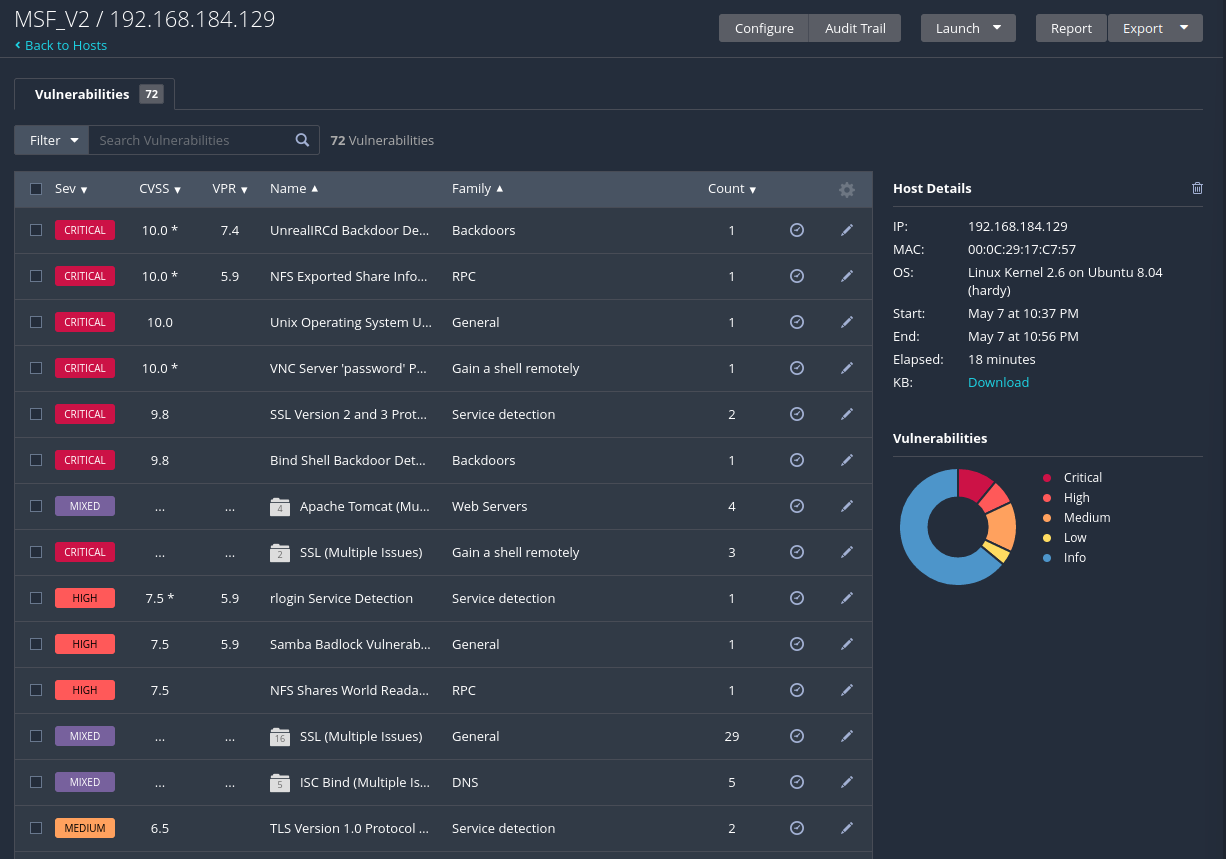 MSF_V2 / 192.168.184.129
Back to Hosts
Configure Audit Trail Launch Report Export
Vulnerabilities 72
Filter Search Vulnerabilities 72 Vulnerabilities
Sev CVSS VPR Name Family Count
CRITICAL 10.0 * 7.4 UnrealIRCd Backdoor De... Backdoors 1
CRITICAL 10.0 * 5.9 NFS Exported Share Info... RPC 1
CRITICAL 10.0 Unix Operating System U... General 1
CRITICAL 10.0 * VNC Server 'password' P... Gain a shell remotely 1
CRITICAL 9.8 SSL Version 2 and 3 Prot... Service detection 2
CRITICAL 9.8 Bind Shell Backdoor Det... Backdoors 1
MIXED ... ... 4 Apache Tomcat (Mu... Web Servers 4
CRITICAL ... ... 2 SSL (Multiple Issues) Gain a shell remotely 3
HIGH 7.5 * 5.9 rlogin Service Detection Service detection 1
HIGH 7.5 5.9 Samba Badlock Vulnerab... General 1
HIGH 7.5 NFS Shares World Reada... RPC 1
MIXED ... ... 16 SSL (Multiple Issues) General 29
MIXED ... ... 5 ISC Bind (Multiple Is... DNS 5
MEDIUM 6.5 TLS Version 1.0 Protocol ... Service detection 2
Host Details
IP: 192.168.184.129
MAC: 00:0C:29:17:C7:57
OS: Linux Kernel 2.6 on Ubuntu 8.04
(hardy)
Start: May 7 at 10:37 PM
End: May 7 at 10:56 PM
Elapsed: 18 minutes
KB: Download
Vulnerabilities
Critical
High
Medium
Low
Info